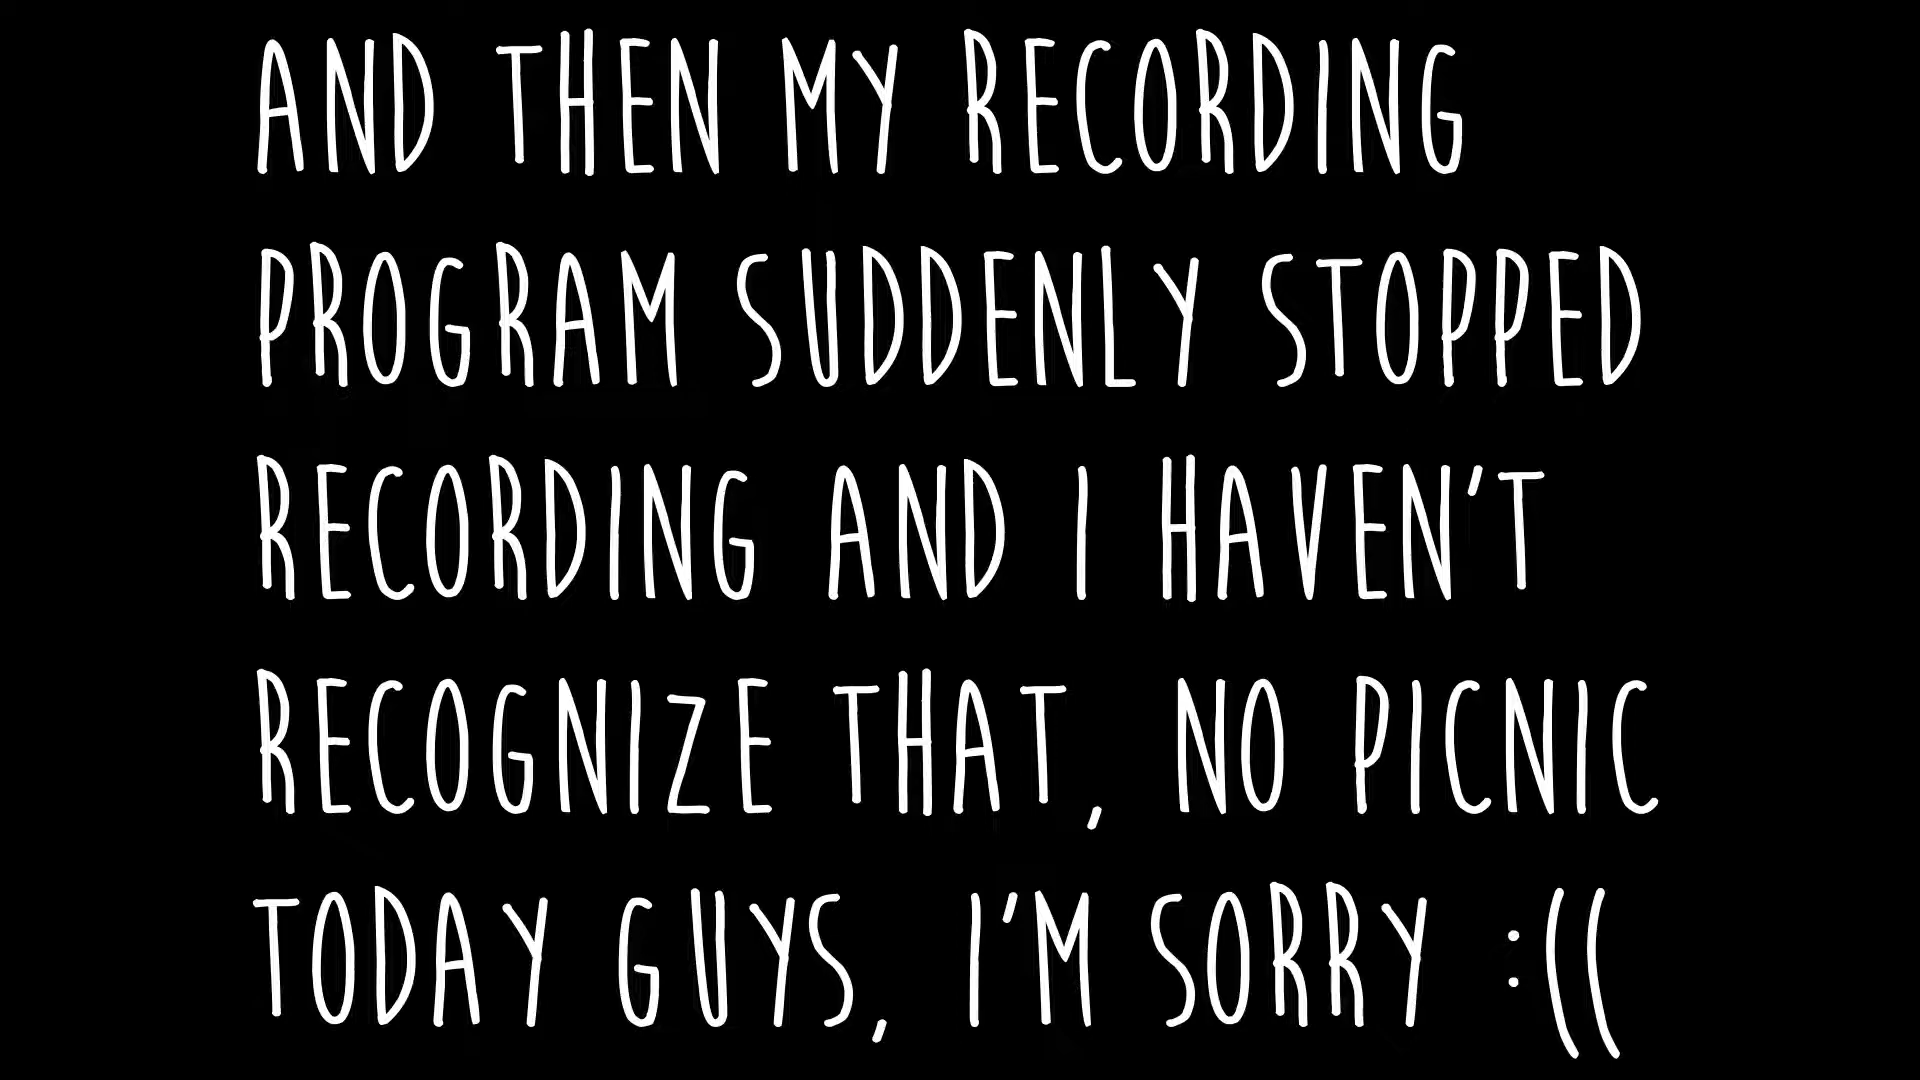 AND THEN MY RECORDING
PROGRAM SUDDENLY STOPPED
RECORDING AND I HAVEN'T
RECOGNIZE THAT, NO PICNIC
TODAY GUYS, I'M SORRY :((